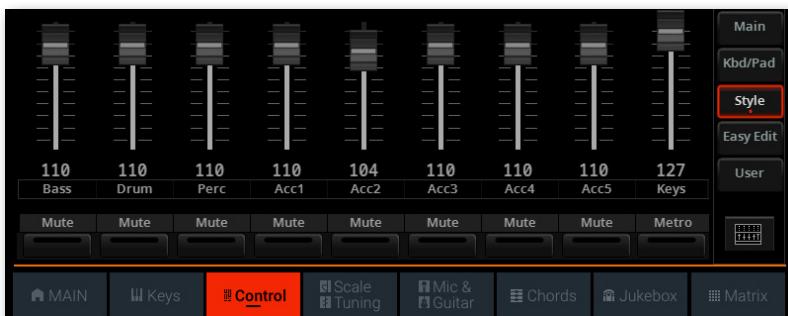 Main
Kbd/Pad
Style
Easy Edit
User
110 110 110 110 104 110 110 110 127
Bass Drum Perc Acc1 Acc2 Acc3 Acc4 Acc5 Keys
Mute Mute Mute Mute Mute Mute Mute Mute Metro
MAIN Keys Control Scale Tuning Mic & Guitar Chords Jukebox Matrix